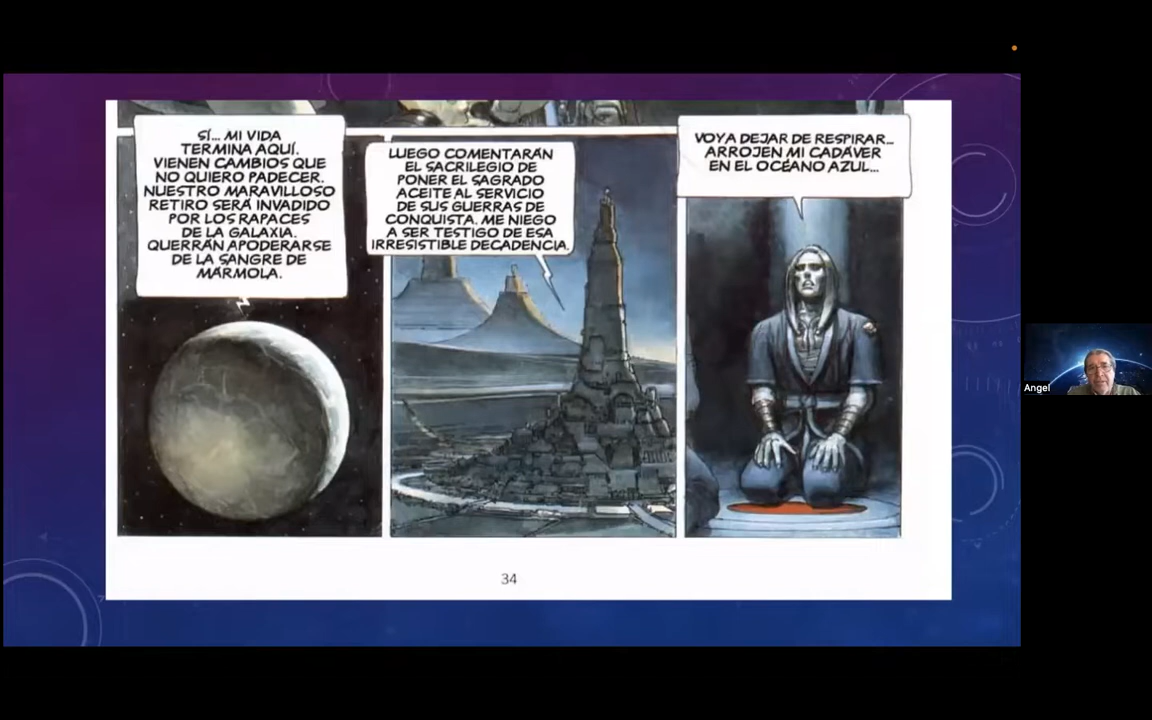 SÍ... MI VIDA
TERMINA AQUÍ.
VIENEN CAMBIOS QUE
NO QUIERO PADECER.
NUESTRO MARAVILLOSO
RETIRO SERÁ INVADIDO
POR LOS RAPACES
DE LA GALAXIA.
QUERRÁN APODERARSE
DE LA SANGRE DE
MÁRMOLA.
LUEGO COMENTARÁN
EL SACRILEGIO DE
PONER EL SAGRADO
ACEITE AL SERVICIO
DE SUS GUERRAS DE
CONQUISTA. ME NIEGO
A SER TESTIGO DE ESA
IRRESISTIBLE DECADENCIA.
VOY A DEJAR DE RESPIRAR...
ARROJEN MI CADÁVER
EN EL OCÉANO AZUL...
34
Angel